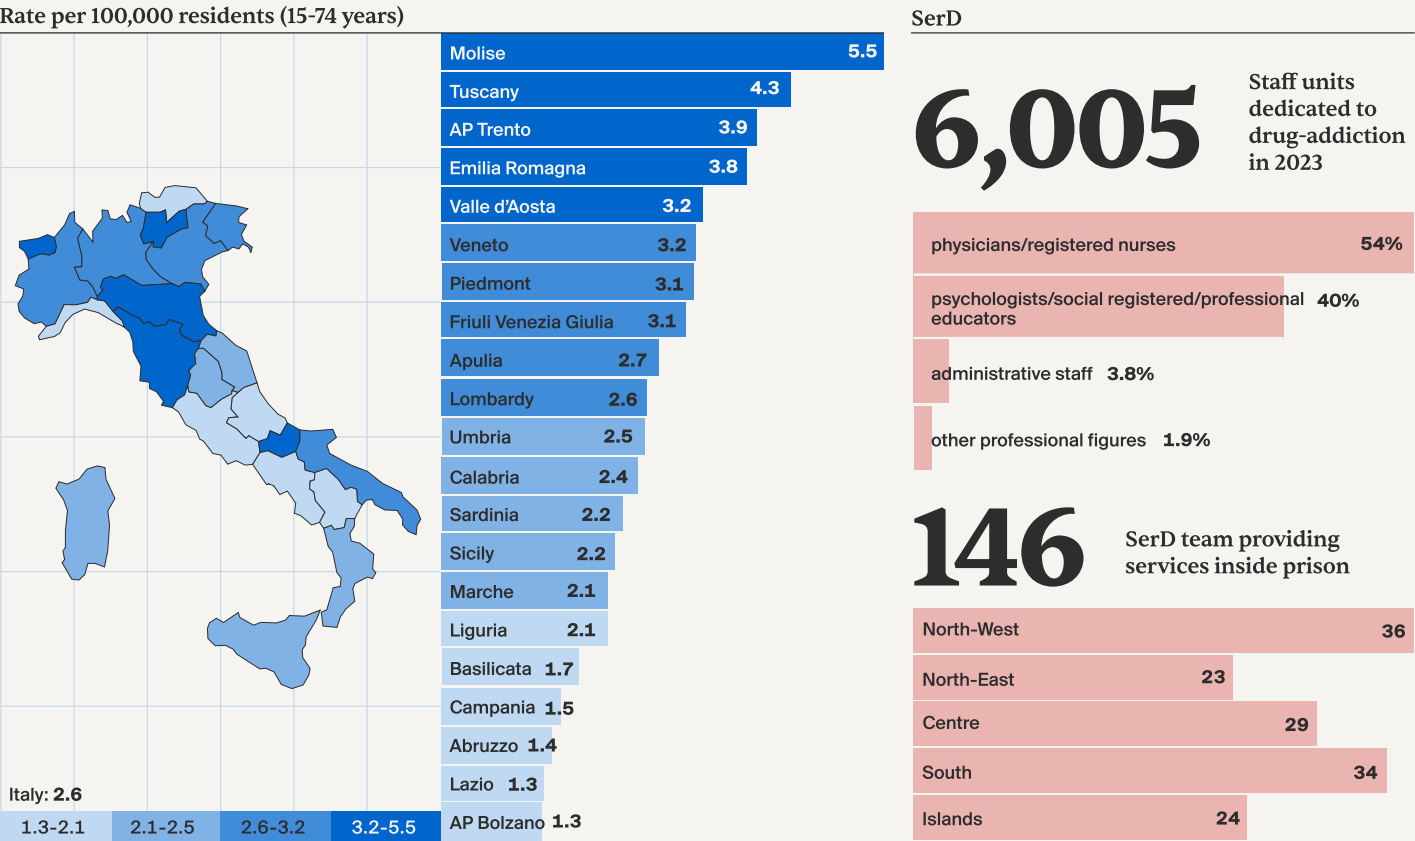 Rate per 100,000 residents (15-74 years)
Molise 5.5
Tuscany 4.3
AP Trento 3.9
Emilia Romagna 3.8
Valle d’Aosta 3.2
Veneto 3.2
Piedmont 3.1
Friuli Venezia Giulia 3.1
Apulia 2.7
Lombardy 2.6
Umbria 2.5
Calabria 2.4
Sardinia 2.2
Sicily 2.2
Marche 2.1
Liguria 2.1
Basilicata 1.7
Campania 1.5
Abruzzo 1.4
Lazio 1.3
AP Bolzano 1.3
Italy: 2.6
1.3-2.1 2.1-2.5 2.6-3.2 3.2-5.5
SerD
6,005
Staff units
dedicated to
drug-addiction
in 2023
physicians/registered nurses 54%
psychologists/social registered/professional 40%
educators
administrative staff 3.8%
other professional figures 1.9%
146
SerD team providing
services inside prison
North-West 36
North-East 23
Centre 29
South 34
Islands 24